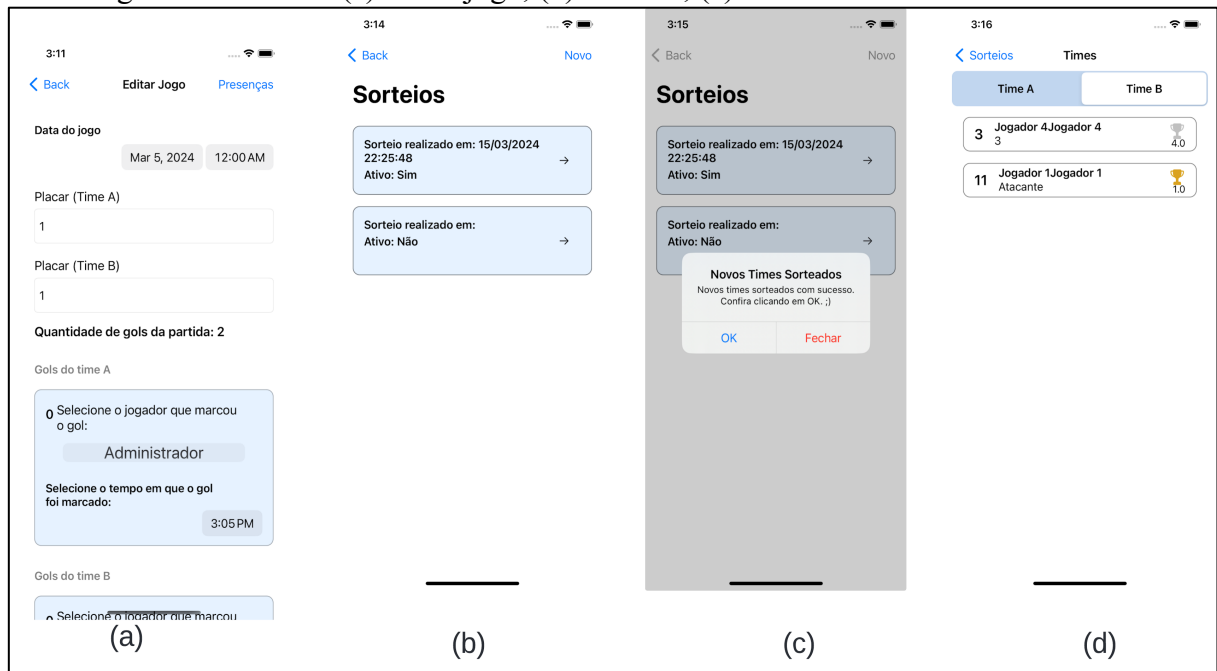 3:11
Back
Editar Jogo
Presenças
Data do jogo
Mar 5, 2024
12:00 AM
Placar (Time A)
1
Placar (Time B)
1
Quantidade de gols da partida: 2
Gols do time A
0 Selecione o jogador que marcou
o gol:
Administrador
Selecione o tempo em que o gol
foi marcado:
3:05 PM
Gols do time B
(a)
3:14
Back
Novo
Sorteios
Sorteio realizado em: 15/03/2024
22:25:48
→
Ativo: Sim
Sorteio realizado em:
Ativo: Não
→
(b)
3:15
Back
Novo
Sorteios
Sorteio realizado em: 15/03/2024
22:25:48
→
Ativo: Sim
Sorteio realizado em:
Ativo: Não
→
Novos Times Sorteados
Novos times sorteados com sucesso.
Confira clicando em OK. ;)
OK
Fechar
(c)
3:16
Sorteios
Times
Time A
Time B
3
Jogador 4Jogador 4
3
4.0
11
Jogador 1Jogador 1
Atacante
1.0
(d)